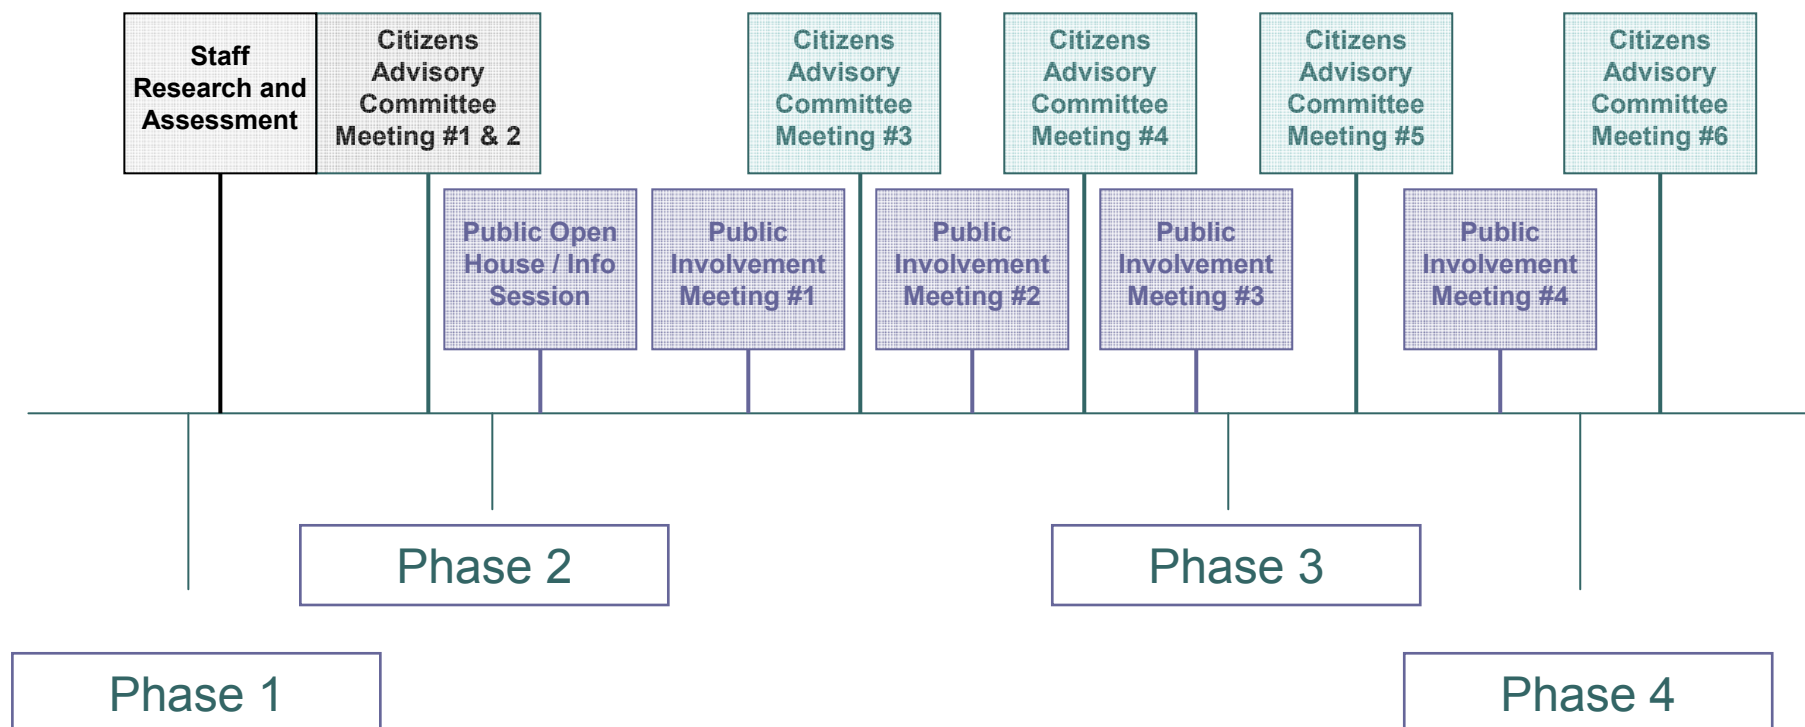 Staff
Research and
Assessment
Citizens
Advisory
Committee
Meeting #1 & 2
Citizens
Advisory
Committee
Meeting #3
Citizens
Advisory
Committee
Meeting #4
Citizens
Advisory
Committee
Meeting #5
Citizens
Advisory
Committee
Meeting #6
Public Open
House / Info
Session
Public
Involvement
Meeting #1
Public
Involvement
Meeting #2
Public
Involvement
Meeting #3
Public
Involvement
Meeting #4
Phase 2
Phase 3
Phase 1
Phase 4